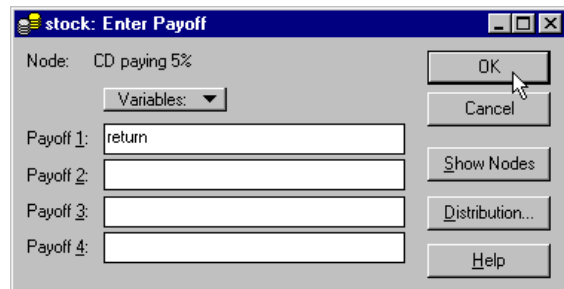 stock: Enter Payoff
Node: CD paying 5%
OK
Variables:
Cancel
Payoff 1: return
Payoff 2:
Show Nodes
Payoff 3:
Distribution...
Payoff 4:
Help